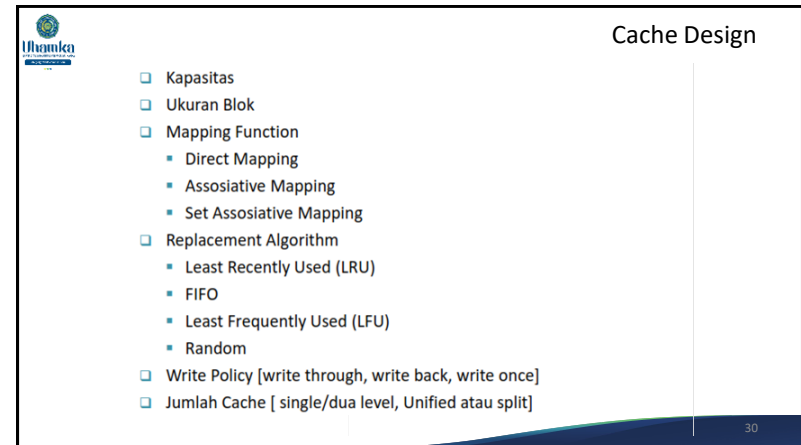 Uhamka
Cache Design
Kapasitas
Ukuran Blok
Mapping Function
Direct Mapping
Assosiative Mapping
Set Assosiative Mapping
Replacement Algorithm
Least Recently Used (LRU)
FIFO
Least Frequently Used (LFU)
Random
Write Policy [write through, write back, write once]
Jumlah Cache [ single/dua level, Unified atau split]
30